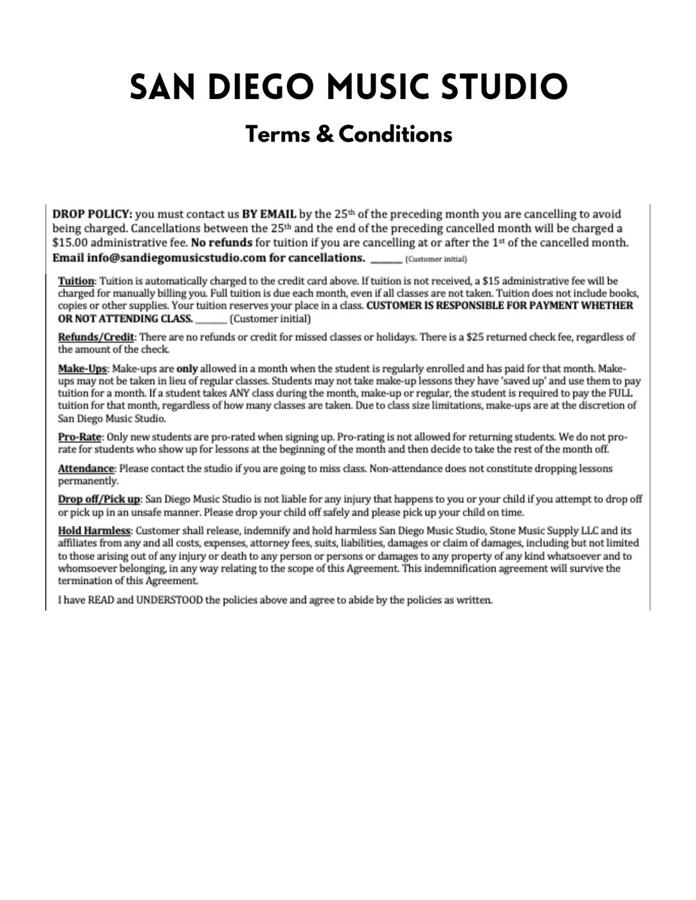 SAN DIEGO MUSIC STUDIO
Terms & Conditions
DROP POLICY: you must contact us BY EMAIL by the 25th of the preceding month you are cancelling to avoid
being charged. Cancellations between the 25th and the end of the preceding cancelled month will be charged a
$15.00 administrative fee. No refunds for tuition if you are cancelling at or after the 1st of the cancelled month.
Email info@sandiegomusicstudio.com for cancellations. ______ (Customer initial)
Tuition: Tuition is automatically charged to the credit card above. If tuition is not received, a $15 administrative fee will be
charged for manually billing you. Full tuition is due each month, even if all classes are not taken. Tuition does not include books,
copies or other supplies. Your tuition reserves your place in a class. CUSTOMER IS RESPONSIBLE FOR PAYMENT WHETHER
OR NOT ATTENDING CLASS. _______ (Customer initial)
Refunds/Credit: There are no refunds or credit for missed classes or holidays. There is a $25 returned check fee, regardless of
the amount of the check.
Make-Ups: Make-ups are only allowed in a month when the student is regularly enrolled and has paid for that month. Make-
ups may not be taken in lieu of regular classes. Students may not take make-up lessons they have 'saved up' and use them to pay
tuition for a month. If a student takes ANY class during the month, make-up or regular, the student is required to pay the FULL
tuition for that month, regardless of how many classes are taken. Due to class size limitations, make-ups are at the discretion of
San Diego Music Studio.
Pro-Rate: Only new students are pro-rated when signing up. Pro-rating is not allowed for returning students. We do not pro-
rate for students who show up for lessons at the beginning of the month and then decide to take the rest of the month off.
Attendance: Please contact the studio if you are going to miss class. Non-attendance does not constitute dropping lessons
permanently.
Drop off/Pick up: San Diego Music Studio is not liable for any injury that happens to you or your child if you attempt to drop off
or pick up in an unsafe manner. Please drop your child off safely and please pick up your child on time.
Hold Harmless: Customer shall release, indemnify and hold harmless San Diego Music Studio, Stone Music Supply LLC and its
affiliates from any and all costs, expenses, attorney fees, suits, liabilities, damages or claim of damages, including but not limited
to those arising out of any injury or death to any person or persons or damages to any property of any kind whatsoever and to
whomsoever belonging, in any way relating to the scope of this Agreement. This indemnification agreement will survive the
termination of this Agreement.
I have READ and UNDERSTOOD the policies above and agree to abide by the policies as written.